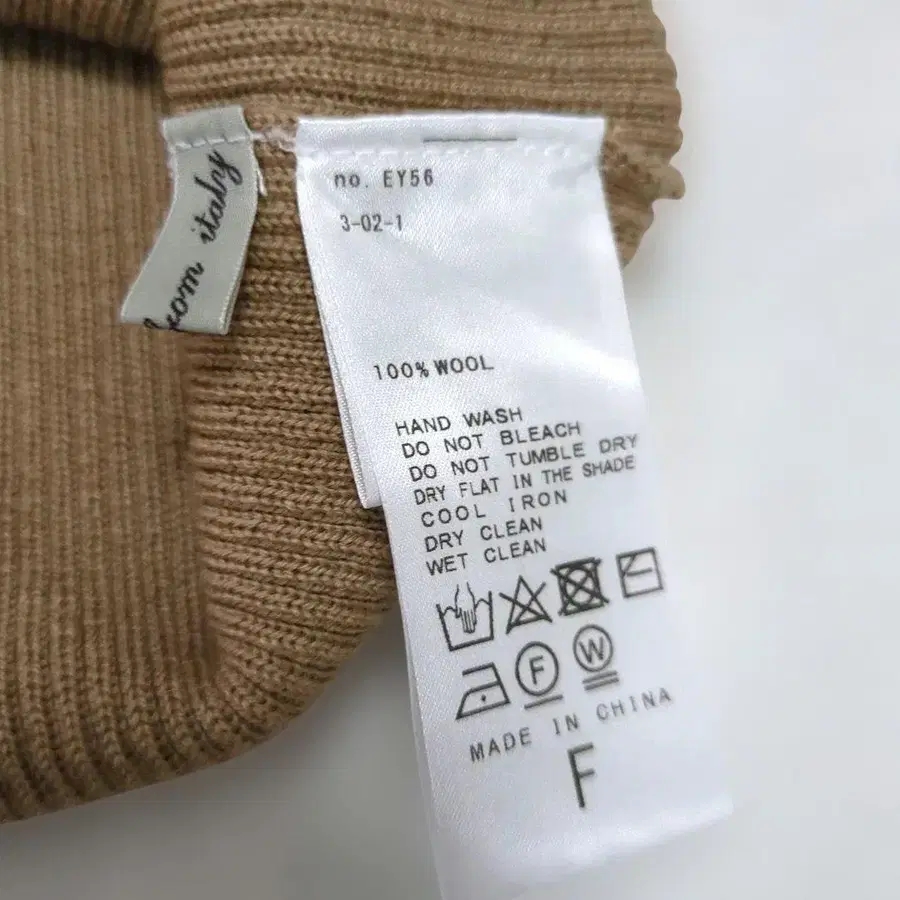 from italy
no. EY56
3-02-1
100% WOOL
HAND WASH
DO NOT BLEACH
DO NOT TUMBLE DRY
DRY FLAT IN THE SHADE
COOL IRON
DRY CLEAN
WET CLEAN
F W
MADE IN CHINA
F